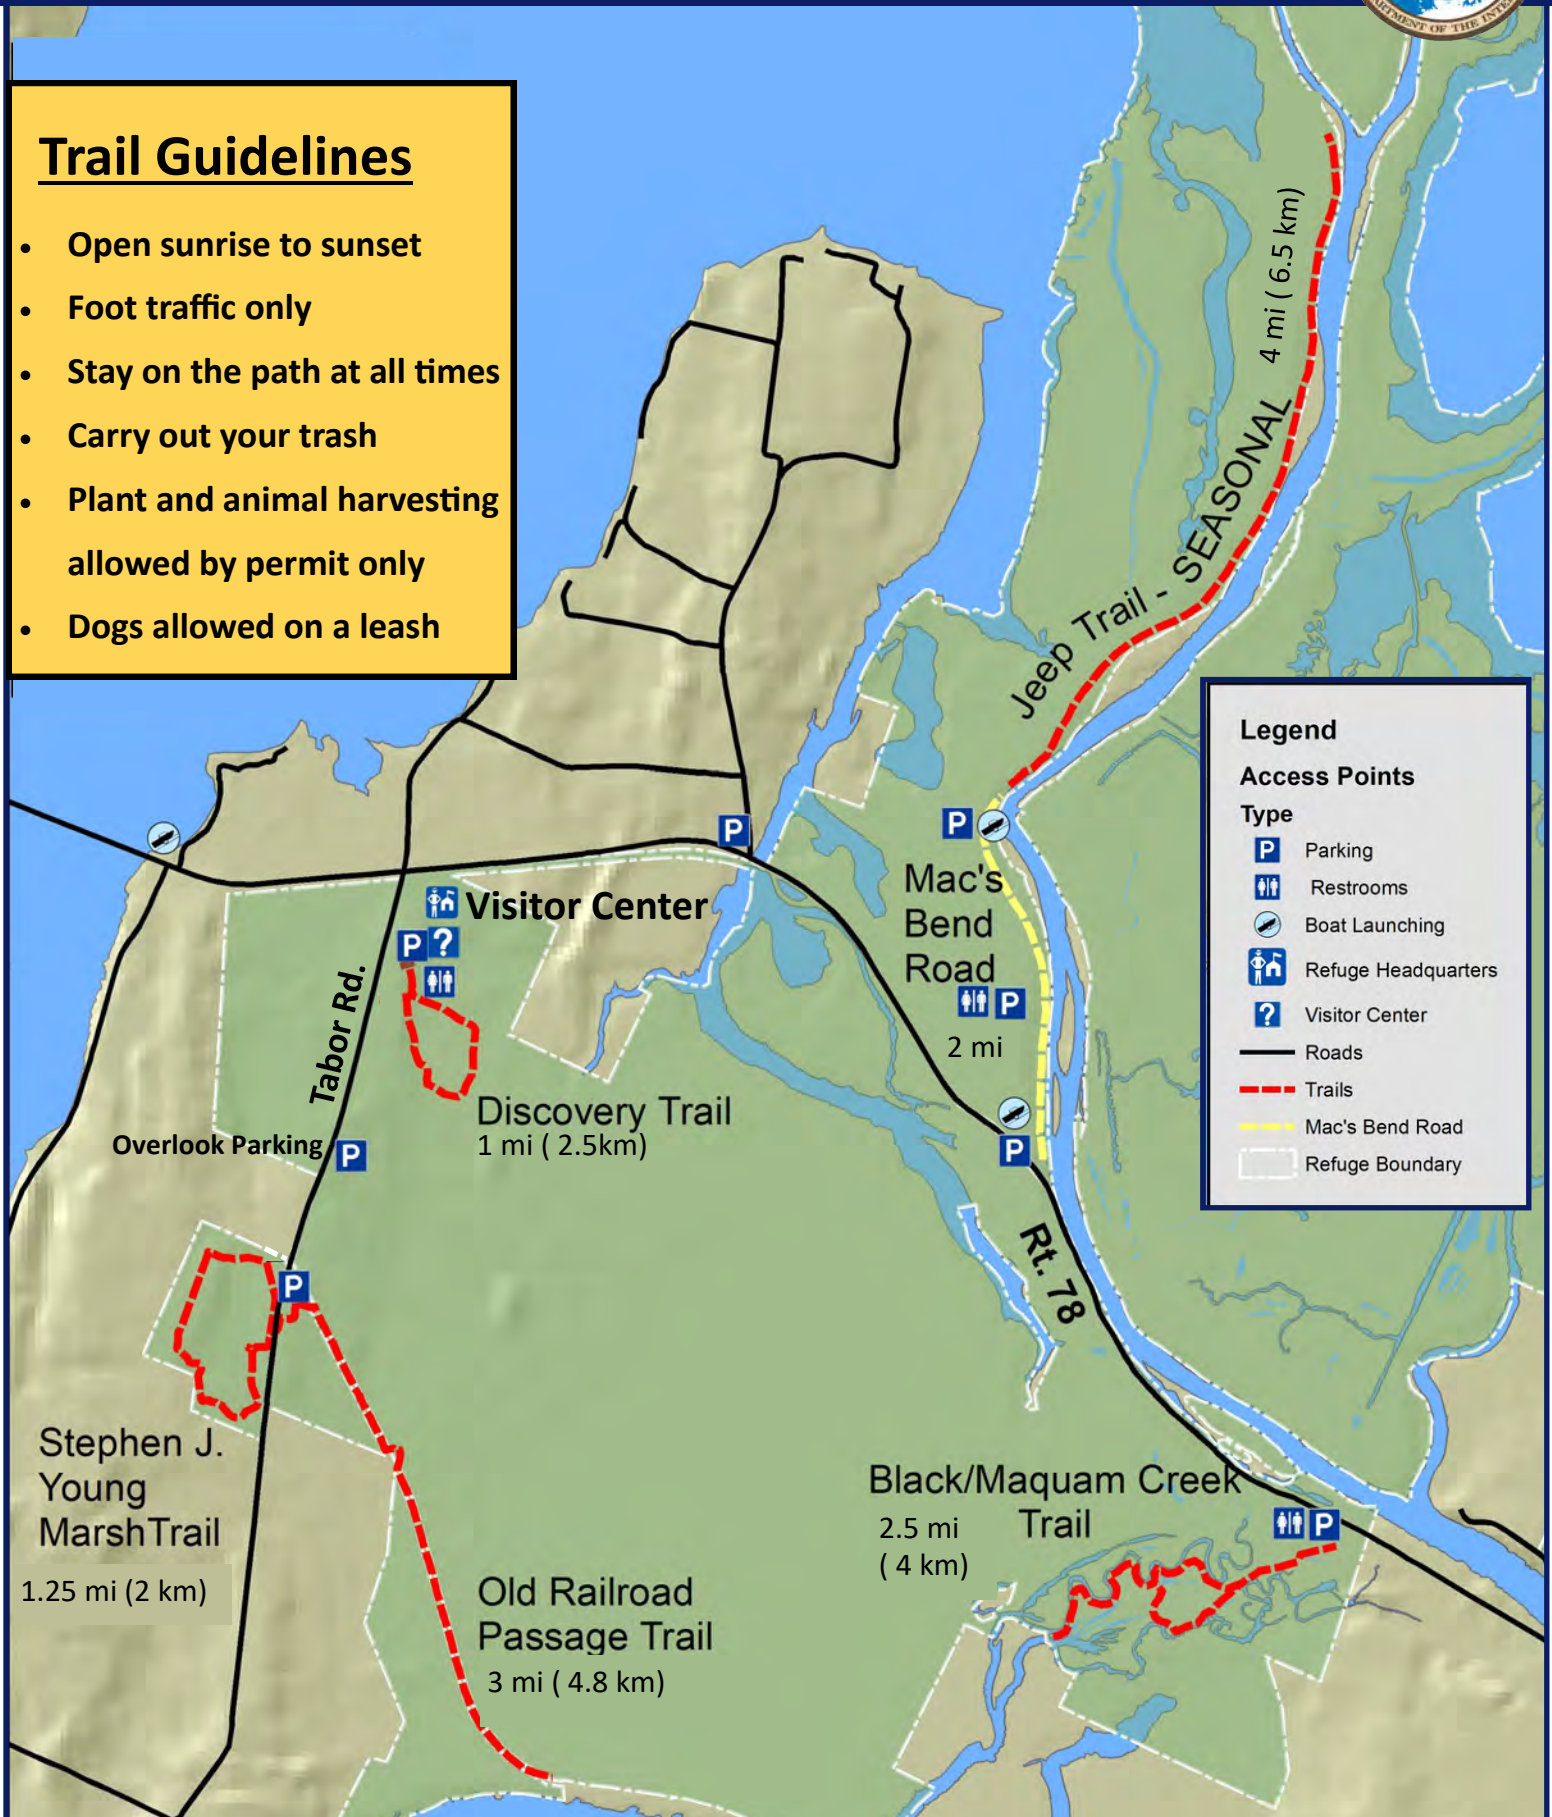 ARTMENT OF THE INTE
Trail Guidelines
• Open sunrise to sunset
• Foot traffic only
• Stay on the path at all times
• Carry out your trash
• Plant and animal harvesting
allowed by permit only
• Dogs allowed on a leash
4 mi ( 6.5 km)
Jeep Trail - SEASONAL
Legend
Access Points
Type
P Parking
Restrooms
Boat Launching
Refuge Headquarters
? Visitor Center
Roads
Trails
Mac's Bend Road
Refuge Boundary
P
P
Mac's
Bend
Road
P
2 mi
P
Visitor Center
P ?
Tabor Rd.
Discovery Trail
1 mi ( 2.5km)
Overlook Parking P
P
Rt. 78
Stephen J.
Young
MarshTrail
1.25 mi (2 km)
Black/Maquam Creek
Trail
2.5 mi
( 4 km)
P
Old Railroad
Passage Trail
3 mi ( 4.8 km)